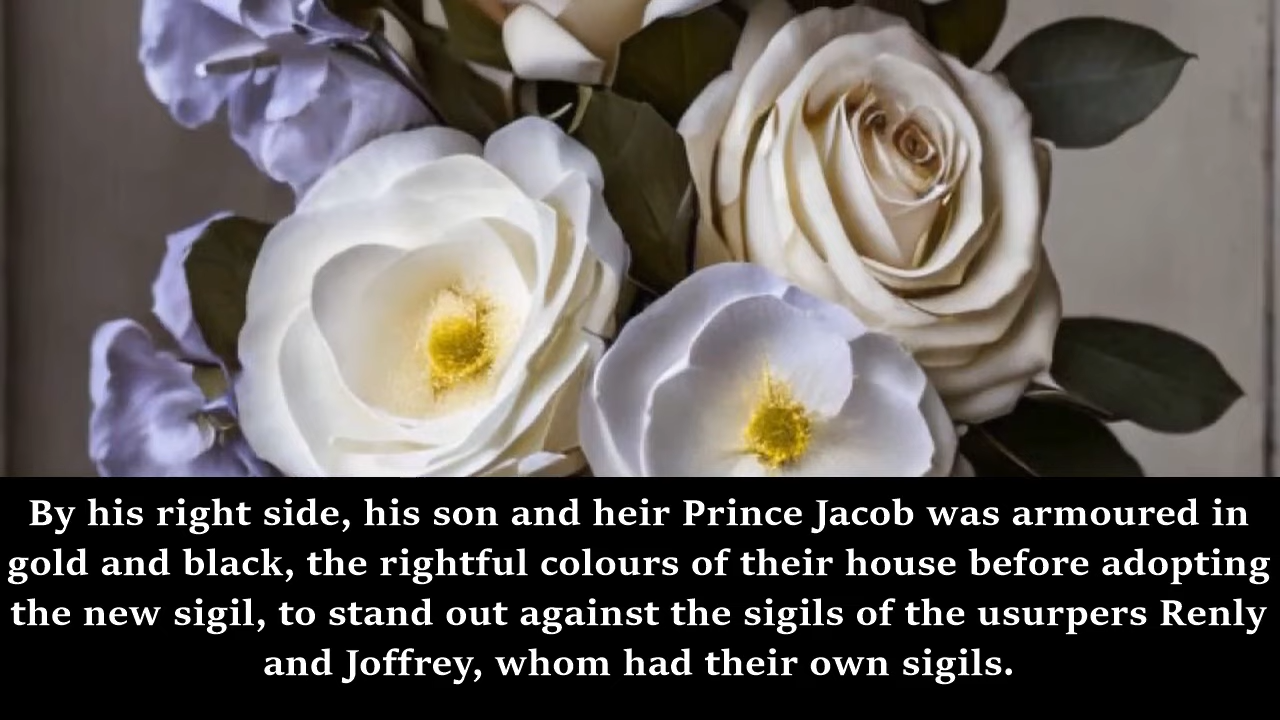 By his right side, his son and heir Prince Jacob was armoured in
gold and black, the rightful colours of their house before adopting
the new sigil, to stand out against the sigils of the usurpers Renly
and Joffrey, whom had their own sigils.